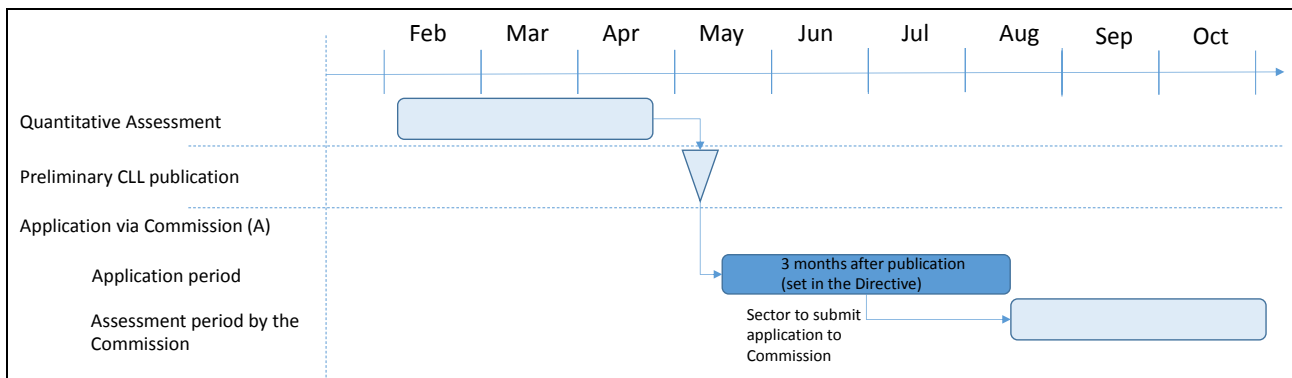 Feb Mar Apr May Jun Jul Aug Sep Oct
Quantitative Assessment
Preliminary CLL publication
Application via Commission (A)
Application period
3 months after publication
(set in the Directive)
Assessment period by the
Commission
Sector to submit
application to
Commission